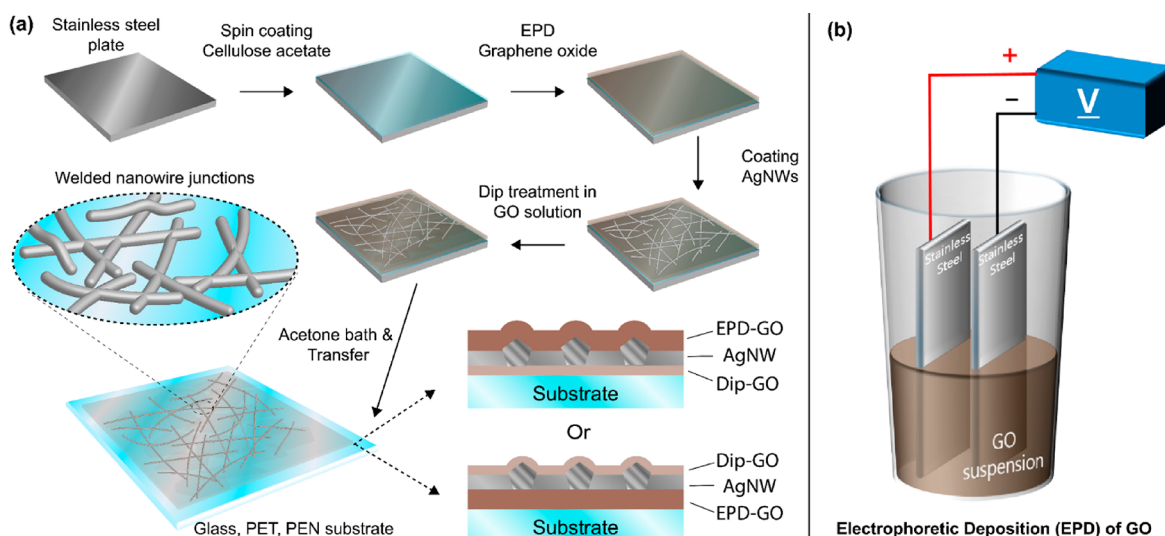 (a)
Stainless steel
plate
Spin coating
Cellulose acetate
EPD
Graphene oxide
Coating
AgNWs
Dip treatment in
GO solution
Welded nanowire junctions
Acetone bath &
Transfer
Glass, PET, PEN substrate
EPD-GO
AgNW
Dip-GO
Substrate
Or
Dip-GO
AgNW
EPD-GO
Substrate
(b)
+
−
V
Stainless
Steel
Stainless
Steel
GO
suspension
Electrophoretic Deposition (EPD) of GO